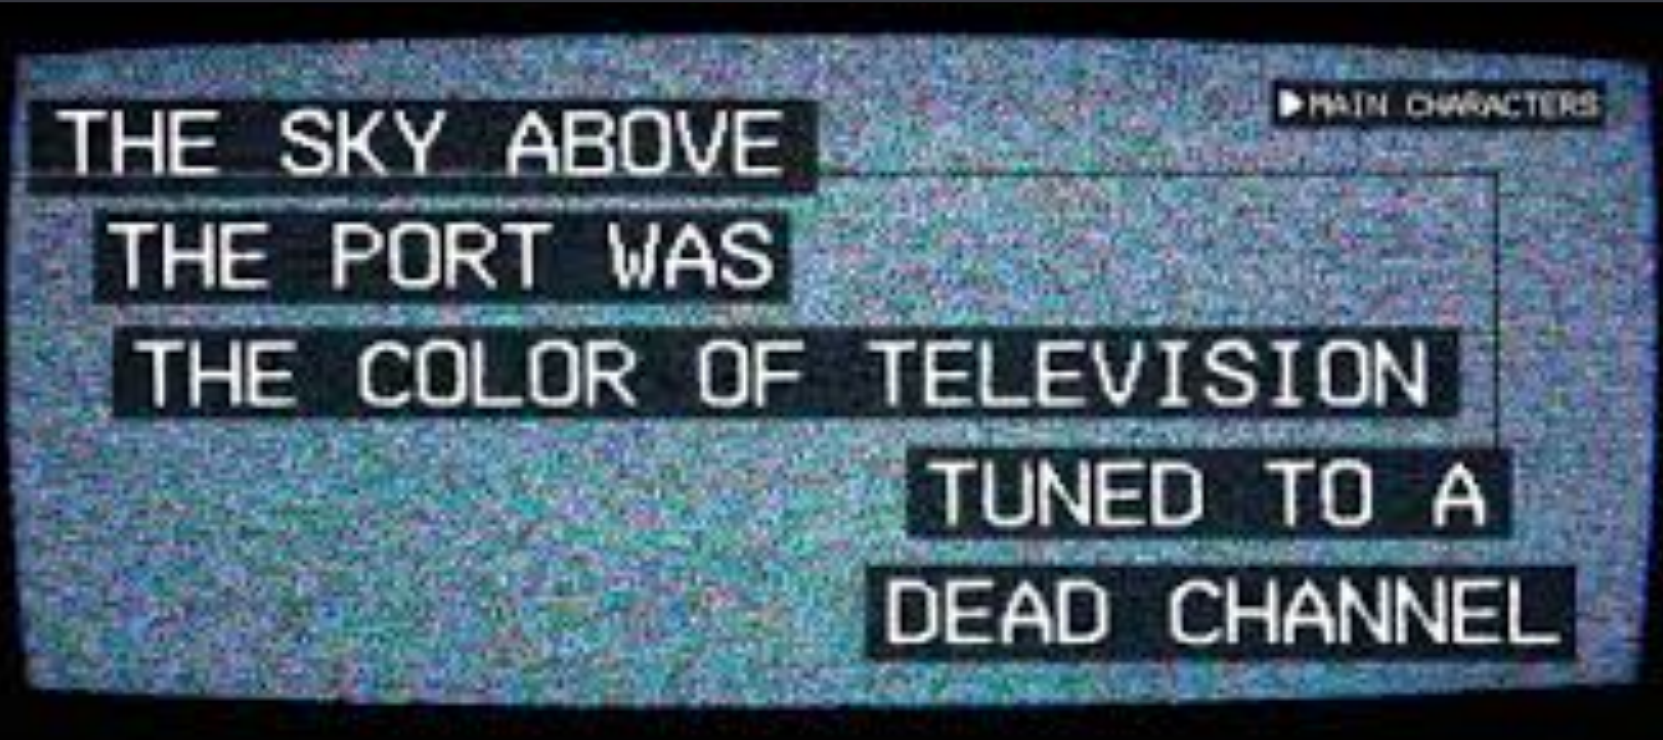 ▶MAIN CHARACTERS
THE SKY ABOVE
THE PORT WAS
THE COLOR OF TELEVISION
TUNED TO A
DEAD CHANNEL